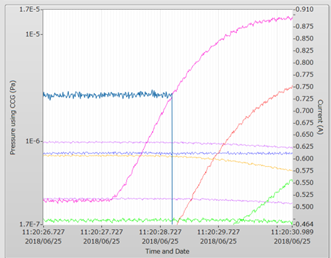 1.7E-5
1E-5
1E-6
1.7E-7
Pressure using CCG (Pa)
0.910
0.875
0.850
0.825
0.800
0.775
0.750
0.725
0.700
0.675
0.650
0.625
0.600
0.575
0.550
0.525
0.500
0.464
Current (A)
11:20:26.727 11:20:27.727 11:20:28.727 11:20:29.727 11:20:30.989
2018/06/25 2018/06/25 2018/06/25 2018/06/25 2018/06/25
Time and Date